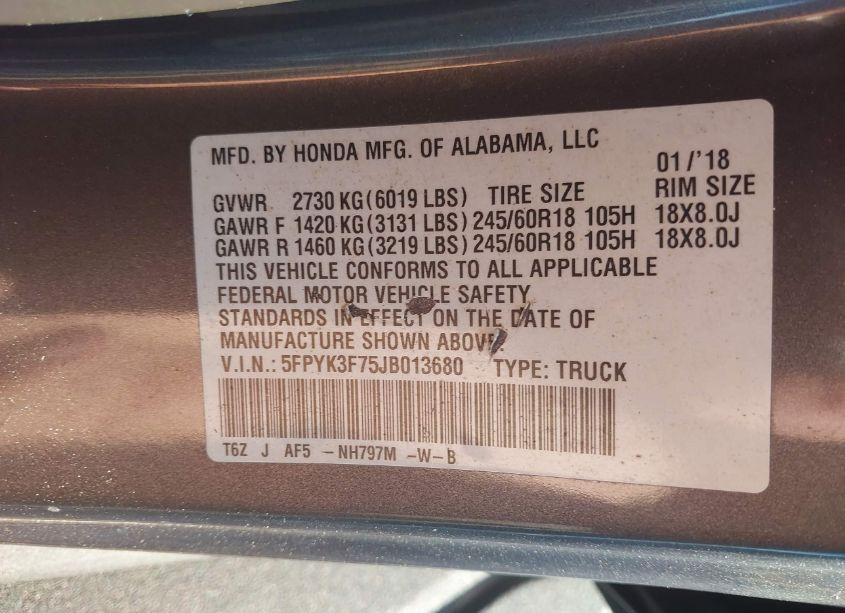 MFD. BY HONDA MFG. OF ALABAMA, LLC
01/'18
GVWR 2730 KG(6019 LBS) TIRE SIZE RIM SIZE
GAWR F 1420 KG(3131 LBS) 245/60R18 105H 18X8.0J
GAWR R 1460 KG(3219 LBS) 245/60R18 105H 18X8.0J
THIS VEHICLE CONFORMS TO ALL APPLICABLE
FEDERAL MOTOR VEHICLE SAFETY
STANDARDS IN EFFECT ON THE DATE OF
MANUFACTURE SHOWN ABOVE
V.I.N.: 5FPYK3F75JB013680 TYPE: TRUCK
T6Z J AF5 -NH797M -W-B